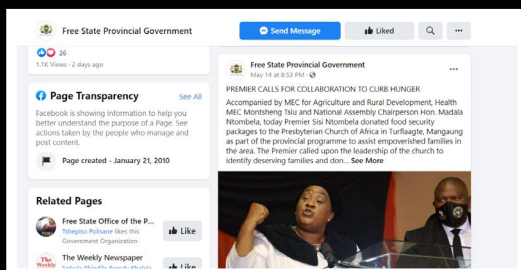 Free State Provincial Government
Send Message
Liked
26
1.1K Views · 2 days ago
Page Transparency
See All
Facebook is showing information to help you
better understand the purpose of a Page. See
actions taken by the people who manage and
post content.
Page created - January 21, 2010
Related Pages
Free State Office of the P...
Tshepiso Polisane likes this
Government Organization
Like
The Weekly Newspaper
Like
Free State Provincial Government
May 14 at 8:53 PM ·
PREMIER CALLS FOR COLLABORATION TO CURB HUNGER
Accompanied by MEC for Agriculture and Rural Development, Health
MEC Montsheng Tsiu and National Assembly Chairperson Hon. Madala
Ntombela, today Premier Sisi Ntombela donated food security
packages to the Presbyterian Church of Africa in Turflaagte, Mangaung
as part of the provincial programme to assist empoverished families in
the area. The Premier called upon the leadership of the church to
identify deserving families and don... See More